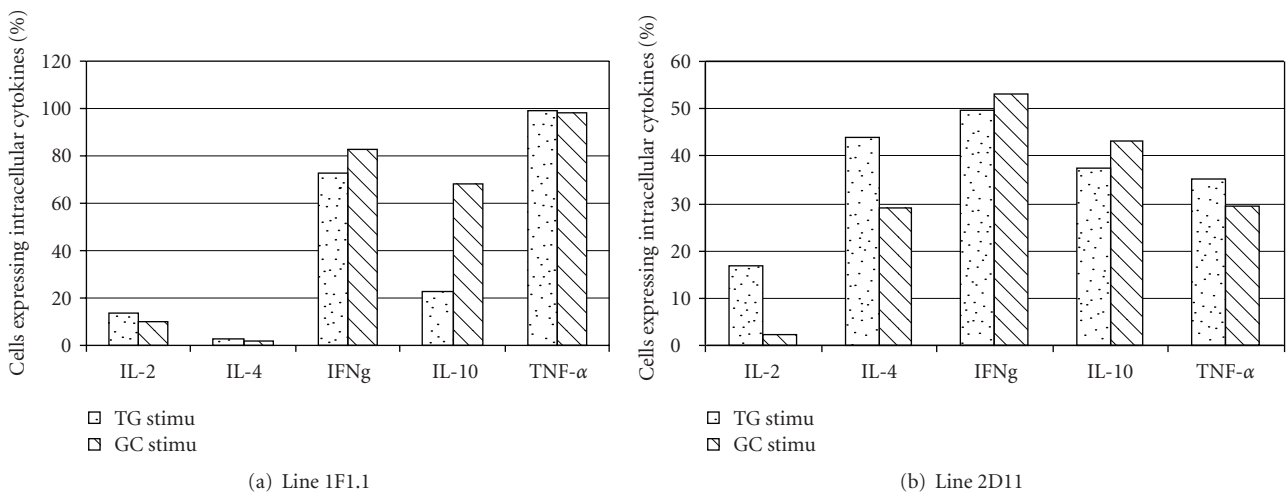 Cells expressing intracellular cytokines (%)
120
100
80
60
40
20
0
IL-2 IL-4 IFNg IL-10 TNF-α
TG stimu
GC stimu
(a) Line 1F1.1
Cells expressing intracellular cytokines (%)
60
50
40
30
20
10
0
IL-2 IL-4 IFNg IL-10 TNF-α
TG stimu
GC stimu
(b) Line 2D11